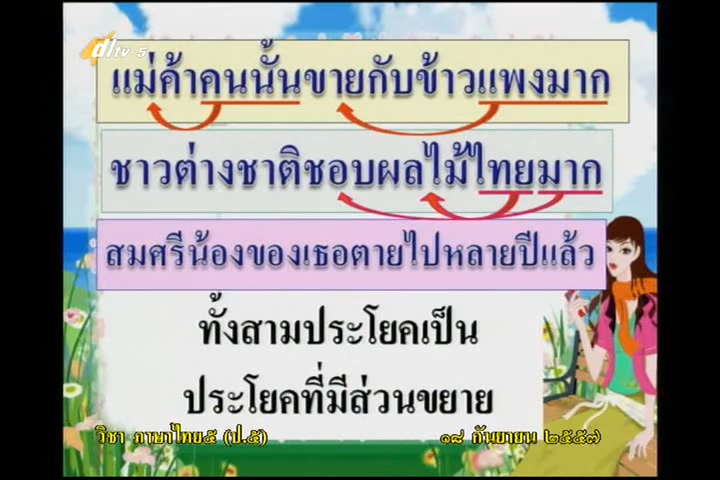 dltv 5
แม่ค้าคนนั้นขายกับข้าวแพงมาก
ชาวต่างชาติชอบผลไม้ไทยมาก
สมศรีน้องของเธอตายไปหลายปีแล้ว
ทั้งสามประโยคเป็น
ประโยคที่มีส่วนขยาย
วิชา ภาษาไทย๕ (ป.๕)
๑๘ กันยายน ๒๕๕๗